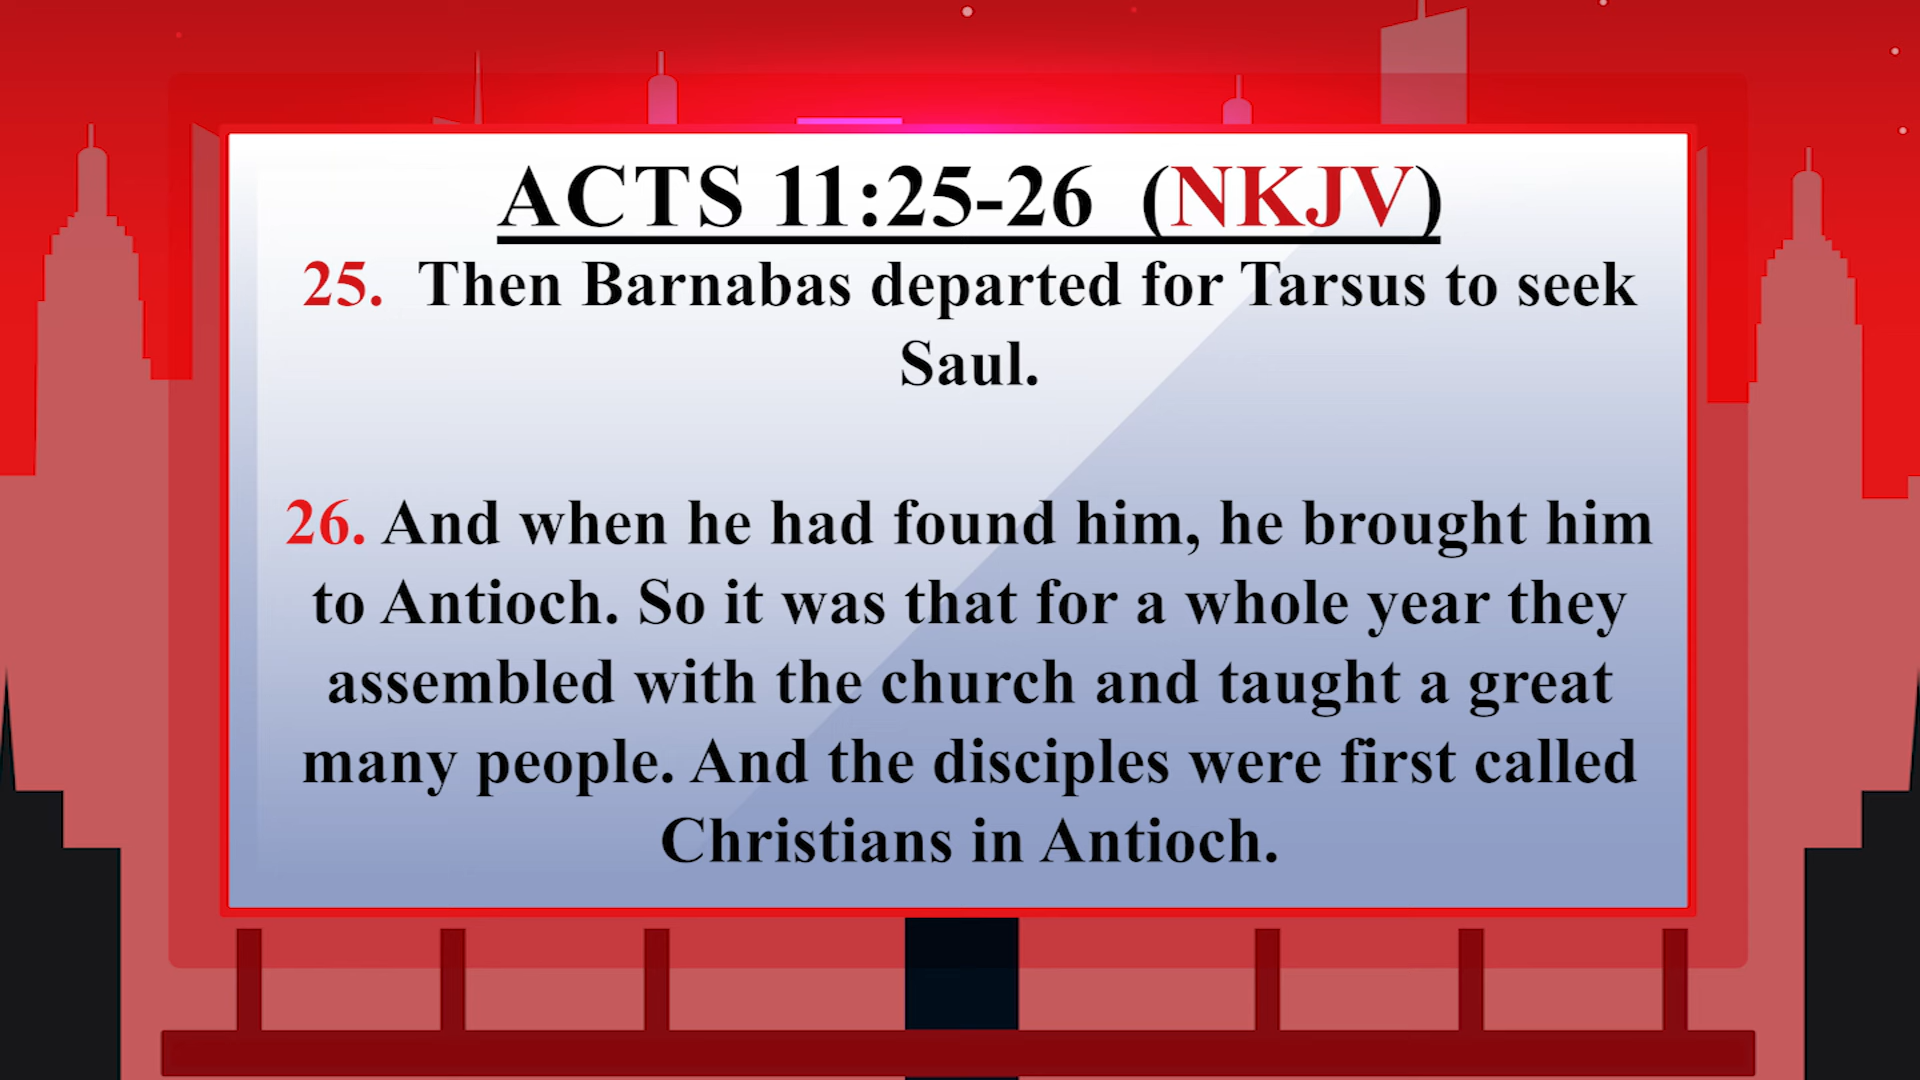 ACTS 11:25-26 (NKJV)
25. Then Barnabas departed for Tarsus to seek
Saul.
26. And when he had found him, he brought him
to Antioch. So it was that for a whole year they
assembled with the church and taught a great
many people. And the disciples were first called
Christians in Antioch.